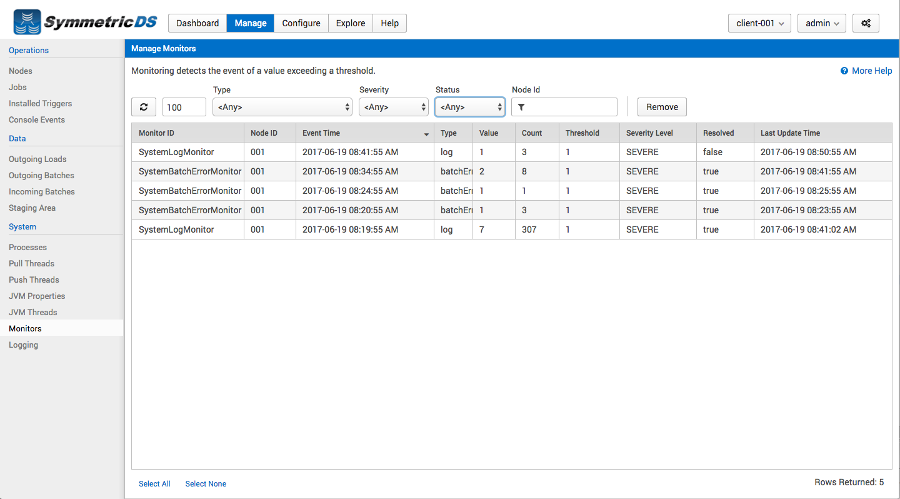 SymmetricDS Dashboard Manage Configure Explore Help client-001 admin
Operations
Nodes
Jobs
Installed Triggers
Console Events
Data
Outgoing Loads
Outgoing Batches
Incoming Batches
Staging Area
System
Processes
Pull Threads
Push Threads
JVM Properties
JVM Threads
Monitors
Logging
Manage Monitors
Monitoring detects the event of a value exceeding a threshold. More Help
Type Severity Status Node Id
100 <Any> <Any> <Any> Remove
Monitor ID Node ID Event Time Type Value Count Threshold Severity Level Resolved Last Update Time
SystemLogMonitor 001 2017-06-19 08:41:55 AM log 1 3 1 SEVERE false 2017-06-19 08:50:55 AM
SystemBatchErrorMonitor 001 2017-06-19 08:34:55 AM batchErr 2 8 1 SEVERE true 2017-06-19 08:41:55 AM
SystemBatchErrorMonitor 001 2017-06-19 08:24:55 AM batchErr 1 1 1 SEVERE true 2017-06-19 08:25:55 AM
SystemBatchErrorMonitor 001 2017-06-19 08:20:55 AM batchErr 1 3 1 SEVERE true 2017-06-19 08:23:55 AM
SystemLogMonitor 001 2017-06-19 08:19:55 AM log 7 307 1 SEVERE true 2017-06-19 08:41:02 AM
Select All Select None Rows Returned: 5